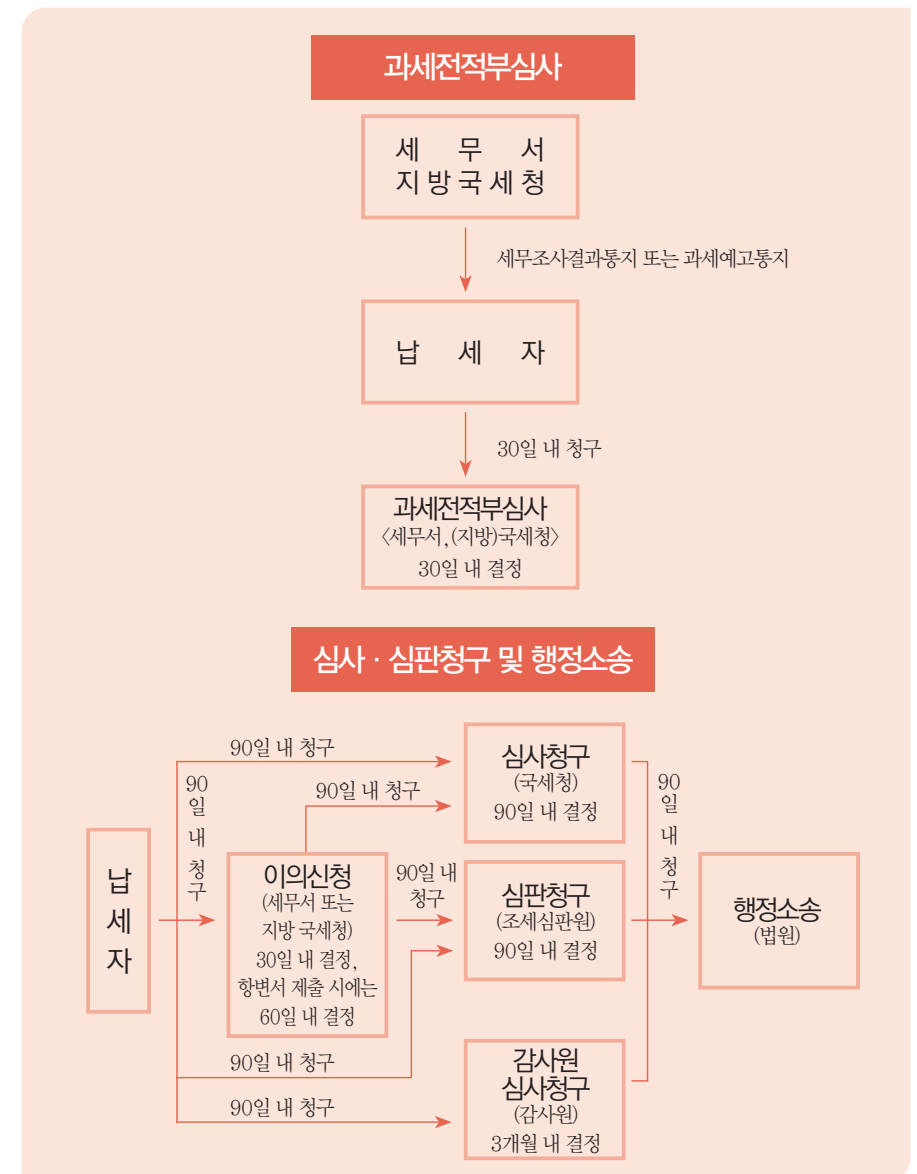 과세전적부심사
세 무 서
지방국세청
세무조사결과통지 또는 과세예고통지
납 세 자
30일 내 청구
과세전적부심사
〈세무서, (지방)국세청〉
30일 내 결정
심사 · 심판청구 및 행정소송
납
세
자
90일 내 청구
90
일
내
청
구
90일 내 청구
이의신청
(세무서 또는
지방 국세청)
30일 내 결정,
항변서 제출 시에는
60일 내 결정
90일 내
청구
90일 내 청구
90일 내 청구
심사청구
(국세청)
90일 내 결정
심판청구
(조세심판원)
90일 내 결정
감사원
심사청구
(감사원)
3개월 내 결정
90
일
내
청
구
행정소송
(법원)